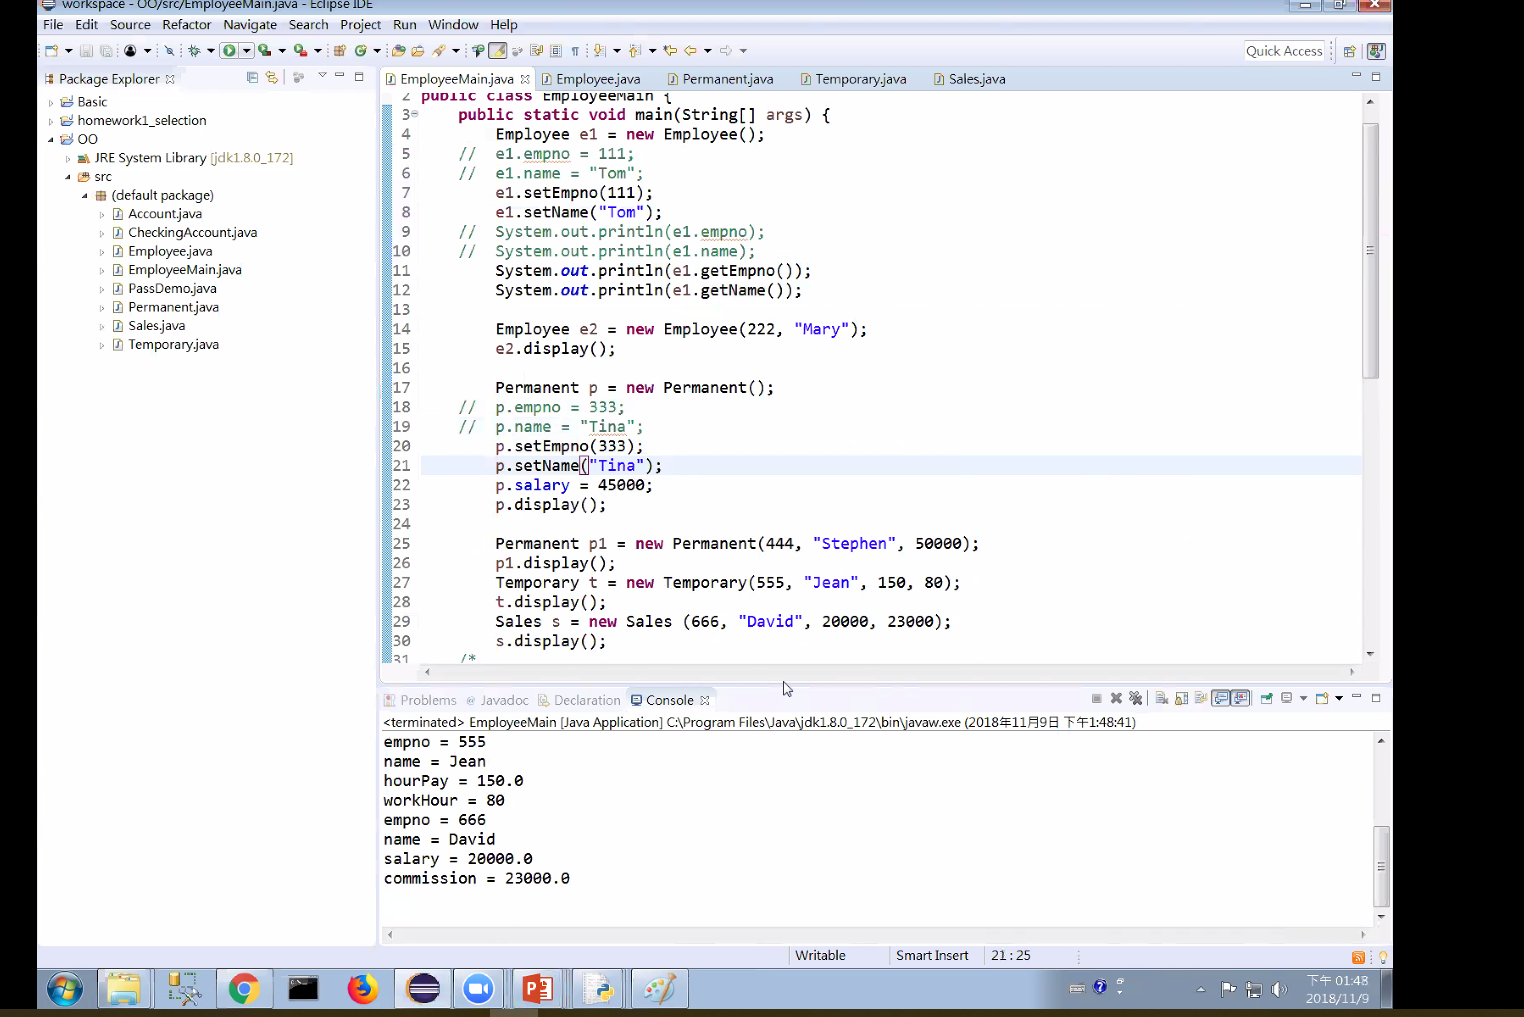 workspace - OO/src/EmployeeMain.java - Eclipse IDE
File Edit Source Refactor Navigate Search Project Run Window Help
Quick Access
Package Explorer
Basic
homework1_selection
OO
JRE System Library [jdk1.8.0_172]
src
(default package)
Account.java
CheckingAccount.java
Employee.java
EmployeeMain.java
PassDemo.java
Permanent.java
Sales.java
Temporary.java
EmployeeMain.java Employee.java Permanent.java Temporary.java Sales.java
2 public class EmployeeMain {
3 public static void main(String[] args) {
4 Employee e1 = new Employee();
5 // e1.empno = 111;
6 // e1.name = "Tom";
7 e1.setEmpno(111);
8 e1.setName("Tom");
9 // System.out.println(e1.empno);
10 // System.out.println(e1.name);
11 System.out.println(e1.getEmpno());
12 System.out.println(e1.getName());
13
14 Employee e2 = new Employee(222, "Mary");
15 e2.display();
16
17 Permanent p = new Permanent();
18 // p.empno = 333;
19 // p.name = "Tina";
20 p.setEmpno(333);
21 p.setName("Tina");
22 p.salary = 45000;
23 p.display();
24
25 Permanent p1 = new Permanent(444, "Stephen", 50000);
26 p1.display();
27 Temporary t = new Temporary(555, "Jean", 150, 80);
28 t.display();
29 Sales s = new Sales (666, "David", 20000, 23000);
30 s.display();
31 /*
Problems @ Javadoc Declaration Console
<terminated> EmployeeMain [Java Application] C:\Program Files\Java\jdk1.8.0_172\bin\javaw.exe (2018年11月9日 下午1:48:41)
empno = 555
name = Jean
hourPay = 150.0
workHour = 80
empno = 666
name = David
salary = 20000.0
commission = 23000.0
Writable Smart Insert 21 : 25
下午 01:48
2018/11/9